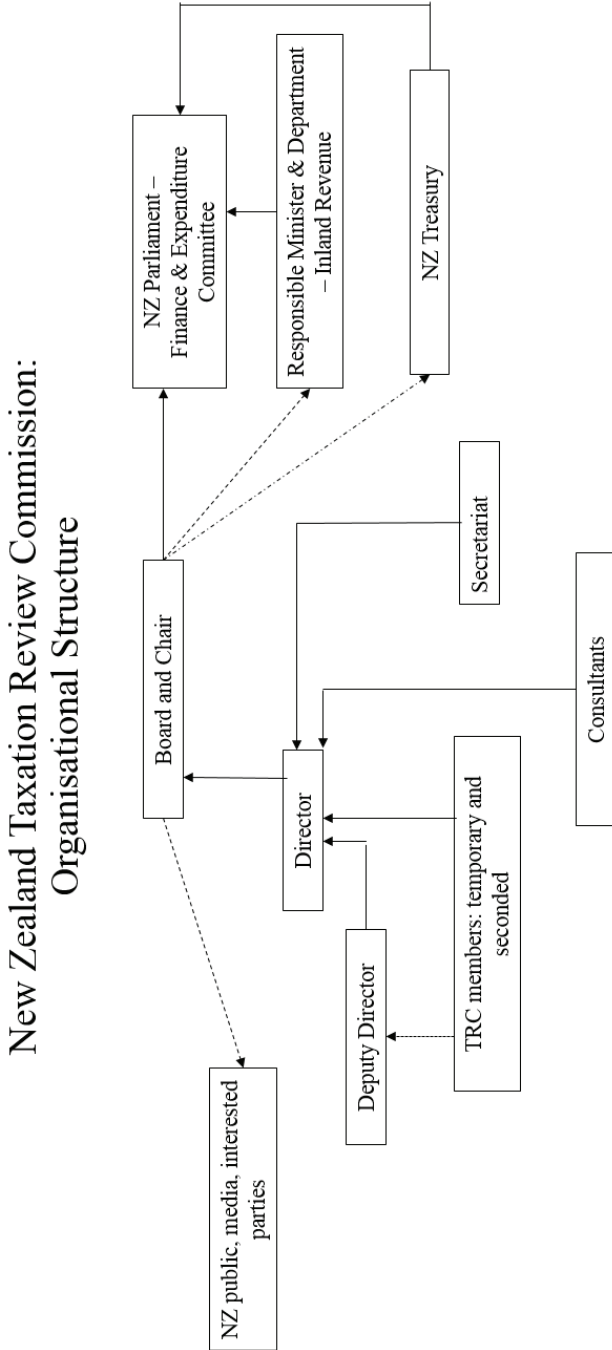 New Zealand Taxation Review Commission:
Organisational Structure
NZ Parliament –
Finance & Expenditure
Committee
Board and Chair
NZ public, media, interested
parties
Responsible Minister & Department
– Inland Revenue
Director
Deputy Director
NZ Treasury
Secretariat
TRC members: temporary and
seconded
Consultants